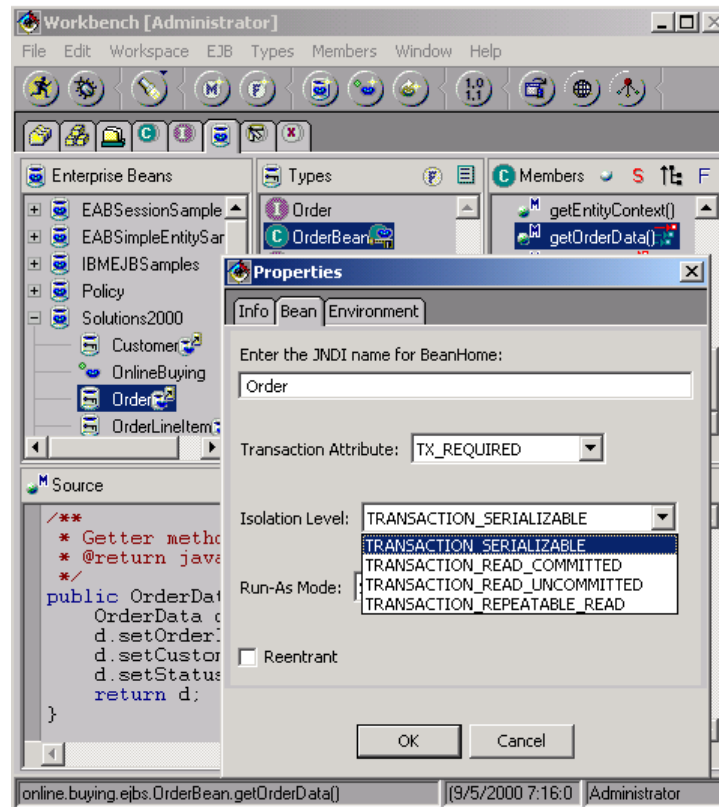 Workbench [Administrator]
File Edit Workspace EJB Types Members Window Help
M F 1.0 1.1
C I X
Enterprise Beans
Types F
C Members S F
EABSessionSample
EABSimpleEntitySar
IBMEJBSamples
Policy
Solutions2000
Customer
OnlineBuying
Order
OrderLineItem
I Order
C OrderBean
M getEntityContext()
M getOrderData()
Properties
Info Bean Environment
Enter the JNDI name for BeanHome:
Order
Transaction Attribute: TX_REQUIRED
Isolation Level: TRANSACTION_SERIALIZABLE
TRANSACTION_SERIALIZABLE
TRANSACTION_READ_COMMITTED
TRANSACTION_READ_UNCOMMITTED
TRANSACTION_REPEATABLE_READ
Run-As Mode:
Reentrant
OK Cancel
M Source
/**
* Getter metho
* @return java
*/
public OrderDat
OrderData d
d.setOrder
d.setCustom
d.setStatus
return d;
}
online.buying.ejbs.OrderBean.getOrderData() (9/5/2000 7:16:0 Administrator